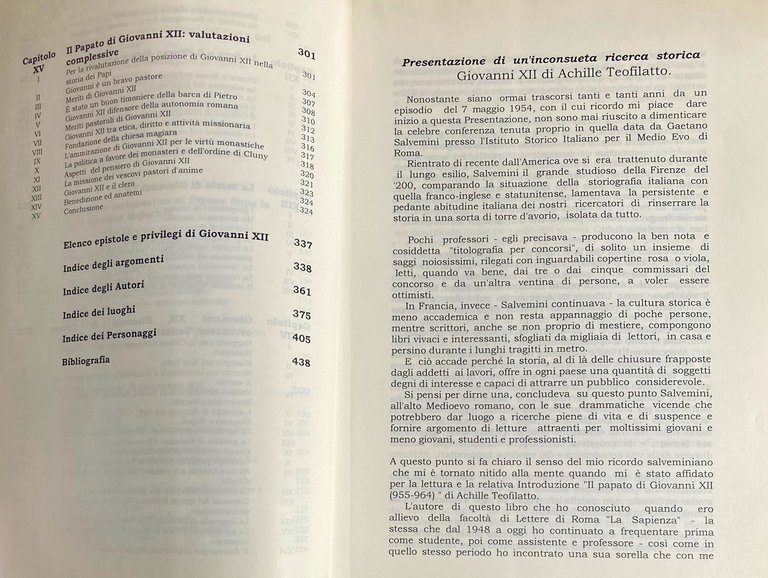 Capitolo
XV
Il Papato di Giovanni XII: valutazioni
complessive 301
I Per la rivalutazione della posizione di Giovanni XII nella
storia dei Papi 301
Giovanni è un bravo pastore
II Meriti di Giovanni XII 304
III È stato un buon timoniere della barca di Pietro 307
IV Giovanni XII difensore della autonomia romana 308
V Meriti pastorali di Giovanni XII 310
VI Giovanni XII tra etica, diritto e attività missionaria 312
VII Fondazione della chiesa magiara 313
VIII L'ammirazione di Giovanni XII per le virtù monastiche 316
IX La politica a favore dei monasteri e dell'ordine di Cluny 317
X Aspetti del pensiero di Giovanni XII 318
XI La missione dei vescovi pastori d'anime 320
XII Giovanni XII e il clero 321
XIII Benedizione ed anatemi 323
XIV Conclusione 324
XV 324
Elenco epistole e privilegi di Giovanni XII 337
Indice degli argomenti 338
Indice degli Autori 361
Indice dei luoghi 375
Indice dei Personaggi 405
Bibliografia 438
Presentazione di un'inconsueta ricerca storica
Giovanni XII di Achille Teofilatto.
Nonostante siano ormai trascorsi tanti e tanti anni da un
episodio del 7 maggio 1954, con il cui ricordo mi piace dare
inizio a questa Presentazione, non sono mai riuscito a dimenticare
la celebre conferenza tenuta proprio in quella data da Gaetano
Salvemini presso l'Istituto Storico Italiano per il Medio Evo di
Roma.
Rientrato di recente dall'America ove si era trattenuto durante
il lungo esilio, Salvemini il grande studioso della Firenze del
'200, comparando la situazione della storiografia italiana con
quella franco-inglese e statunitense, lamentava la persistente e
pedante abitudine italiana dei nostri ricercatori di rinserrare la
storia in una sorta di torre d'avorio, isolata da tutto.
Pochi professori - egli precisava - producono la ben nota e
cosiddetta "titolografia per concorsi", di solito un insieme di
saggi noiosissimi, rilegati con inguardabili copertine rosa o viola,
letti, quando va bene, dai tre o dai cinque commissari del
concorso e da un'altra ventina di persone, a voler essere
ottimisti.
In Francia, invece - Salvemini continuava - la cultura storica è
meno accademica e non resta appannaggio di poche persone,
mentre scrittori, anche se non proprio di mestiere, compongono
libri vivaci e interessanti, sfogliati da migliaia di lettori, in casa e
persino durante i lunghi tragitti in metro.
E ciò accade perché la storia, al di là delle chiusure frapposte
dagli addetti ai lavori, offre in ogni paese una quantità di soggetti
degni di interesse e capaci di attrarre un pubblico considerevole.
Si pensi per dirne una, concludeva su questo punto Salvemini,
all'alto Medioevo romano, con le sue drammatiche vicende che
potrebbero dar luogo a ricerche piene di vita e di suspence e
fornire argomento di letture attraenti per moltissimi giovani e
meno giovani, studenti e professionisti.
A questo punto si fa chiaro il senso del mio ricordo salveminiano
che mi è tornato nitido alla mente quando mi è stato affidato
per la lettura e la relativa Introduzione "Il papato di Giovanni XII
(955-964) " di Achille Teofilatto.
L'autore di questo libro che ho conosciuto quando ero
allievo della facoltà di Lettere di Roma "La Sapienza" - la
stessa che dal 1948 a oggi ho continuato a frequentare prima
come studente, poi come assistente e professore - così come in
quello stesso periodo ho incontrato una sua sorella che con me